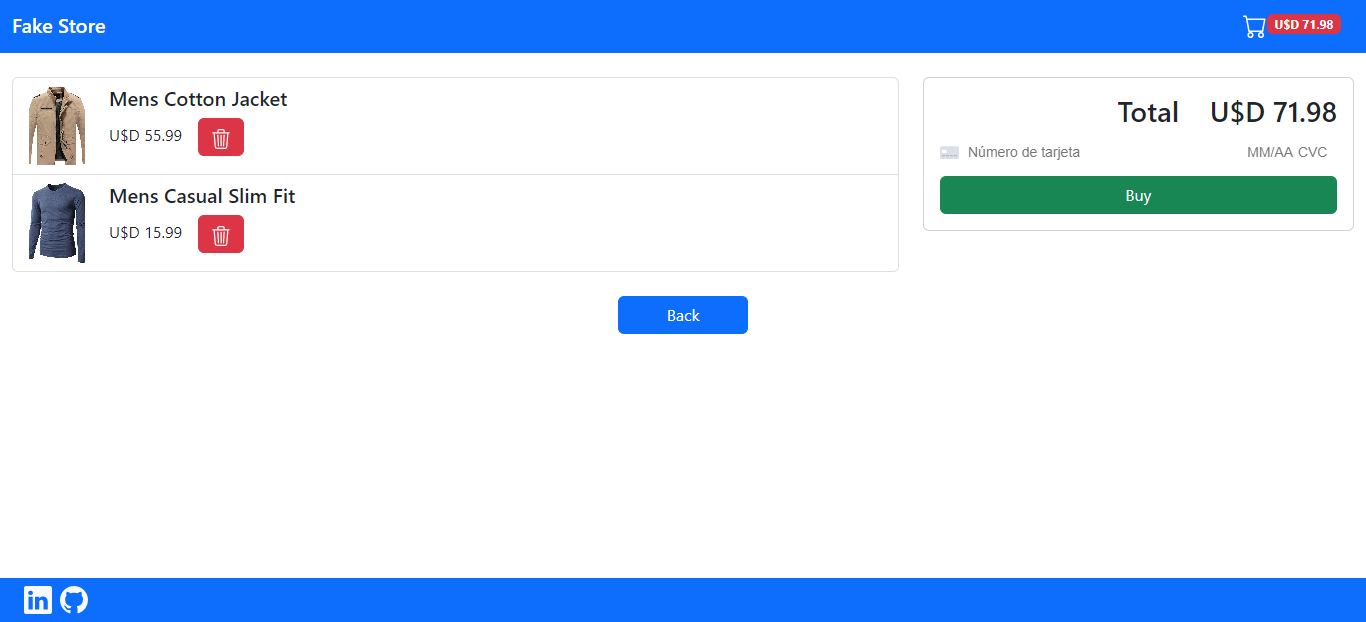 Fake Store
U$D 71.98
Mens Cotton Jacket
U$D 55.99
Mens Casual Slim Fit
U$D 15.99
Total U$D 71.98
Número de tarjeta MM/AA CVC
Buy
Back
in